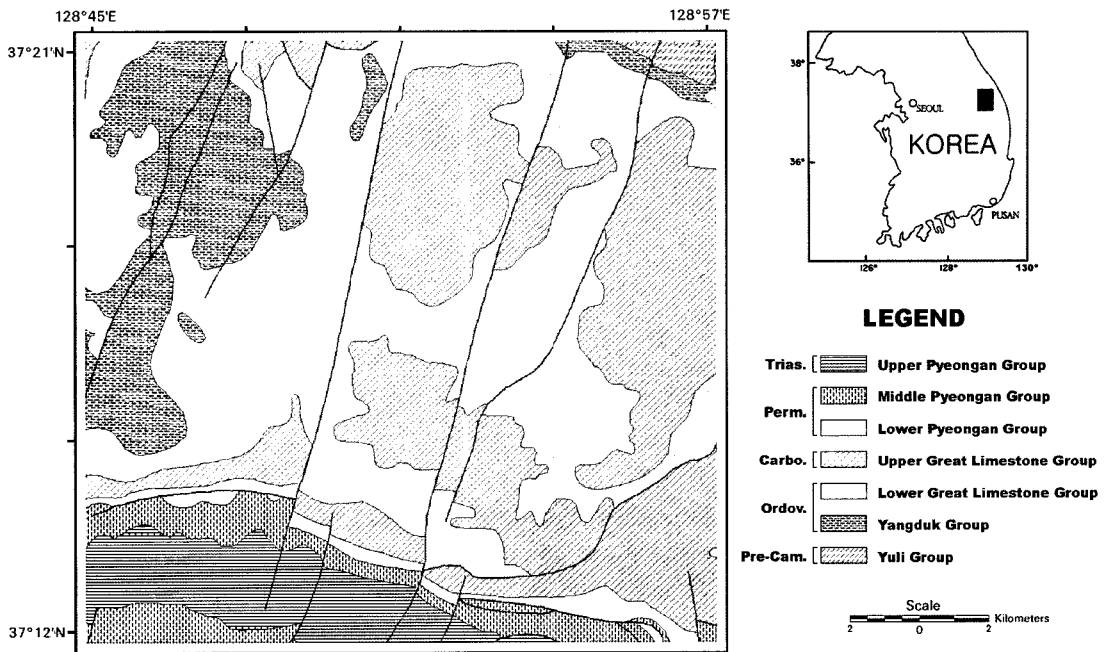 128°45'E
128°57'E
37°21'N
37°12'N
38°
36°
SEOUL
KOREA
PUSAN
126°
128°
130°
LEGEND
Trias. Upper Pyeongan Group
Perm. Middle Pyeongan Group
Lower Pyeongan Group
Carbo. Upper Great Limestone Group
Ordov. Lower Great Limestone Group
Yangduk Group
Pre-Cam. Yuli Group
Scale
2 0 2 Kilometers